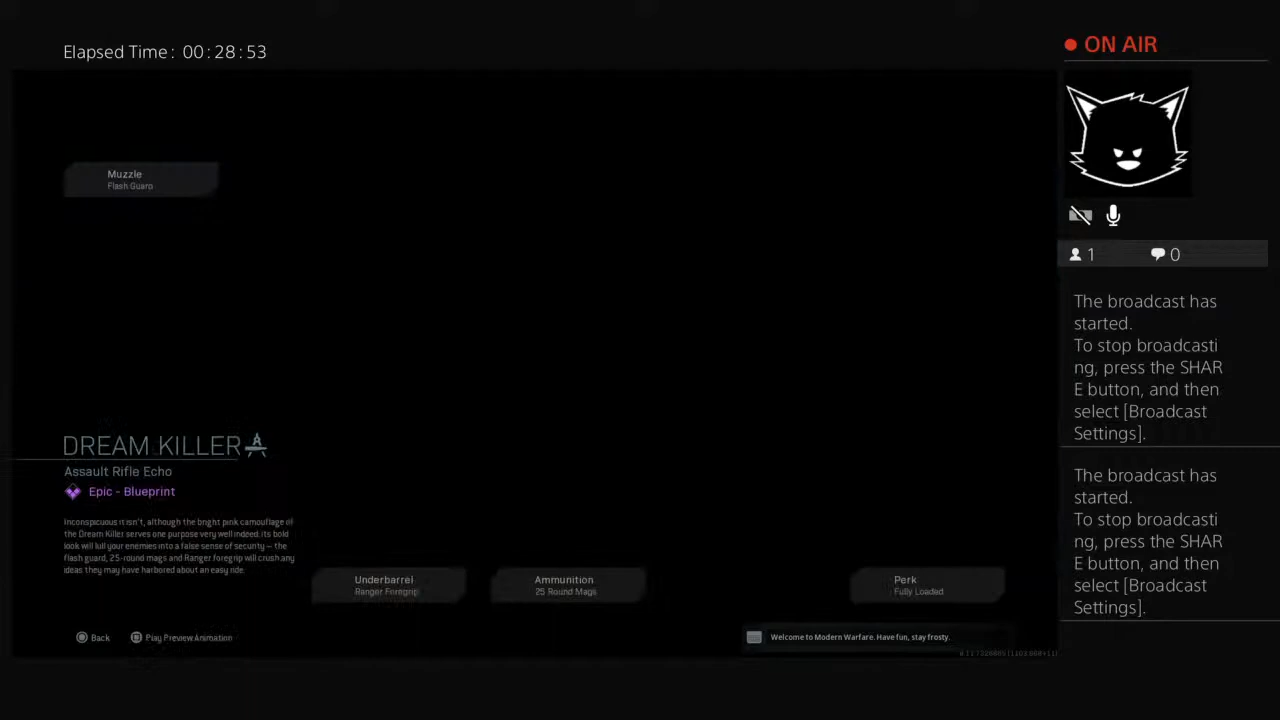 Elapsed Time: 00:28:53
ON AIR
Muzzle
Flash Guard
1
0
The broadcast has
started.
To stop broadcasti
ng, press the SHAR
E button, and then
select [Broadcast
Settings].
The broadcast has
started.
To stop broadcasti
ng, press the SHAR
E button, and then
select [Broadcast
Settings].
DREAM KILLER
Assault Rifle Echo
Epic - Blueprint
Inconspicuous it isn't, although the bright pink camouflage of
the Dream Killer serves one purpose very well indeed: its bold
look will lull your enemies into a false sense of security – the
flash guard, 25-round mags and Ranger foregrip will crush any
ideas they may have harbored about an easy ride.
Underbarrel
Ranger Foregrip
Ammunition
25 Round Mags
Perk
Fully Loaded
Back
Play Preview Animation
Welcome to Modern Warfare. Have fun, stay frosty.